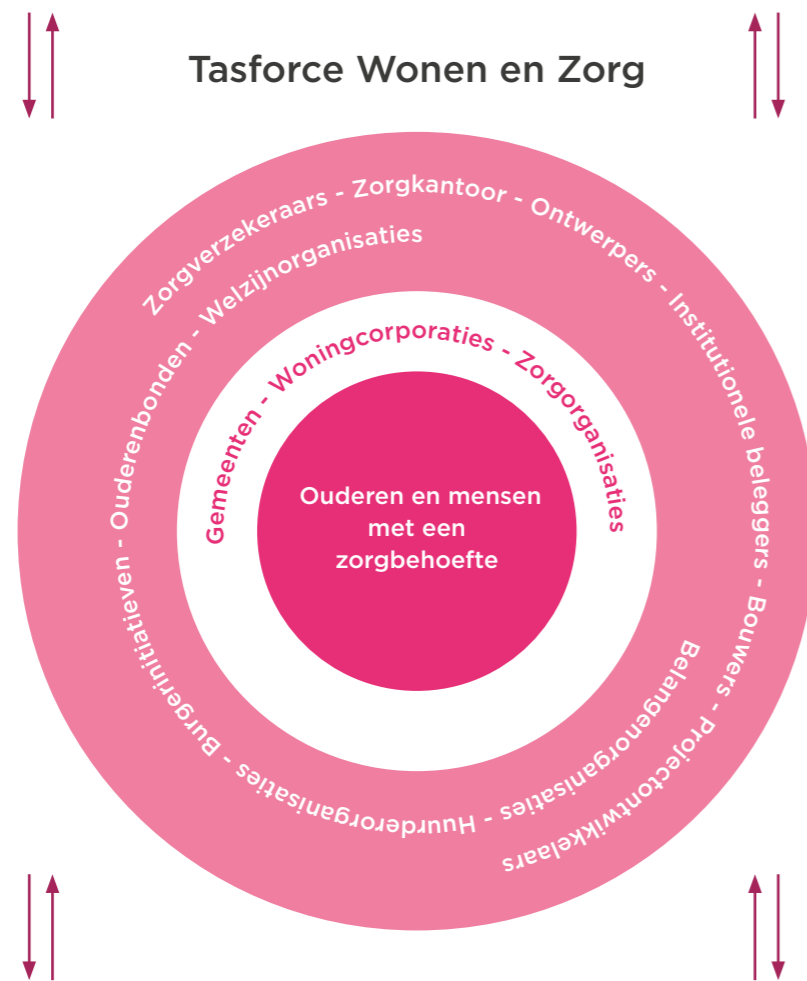 Tasforce Wonen en Zorg
Zorgverzekeraars - Zorgkantoor - Ontwerpers - Institutionele beleggers - Bouwers - Projectontwikkelaars
Belangenorganisaties - Huurderorganisaties - Burgerinitiatieven - Ouderenbonden - Welzijnorganisaties
Gemeenten - Woningcorporaties - Zorgorganisaties
Ouderen en mensen
met een
zorgbehoefte